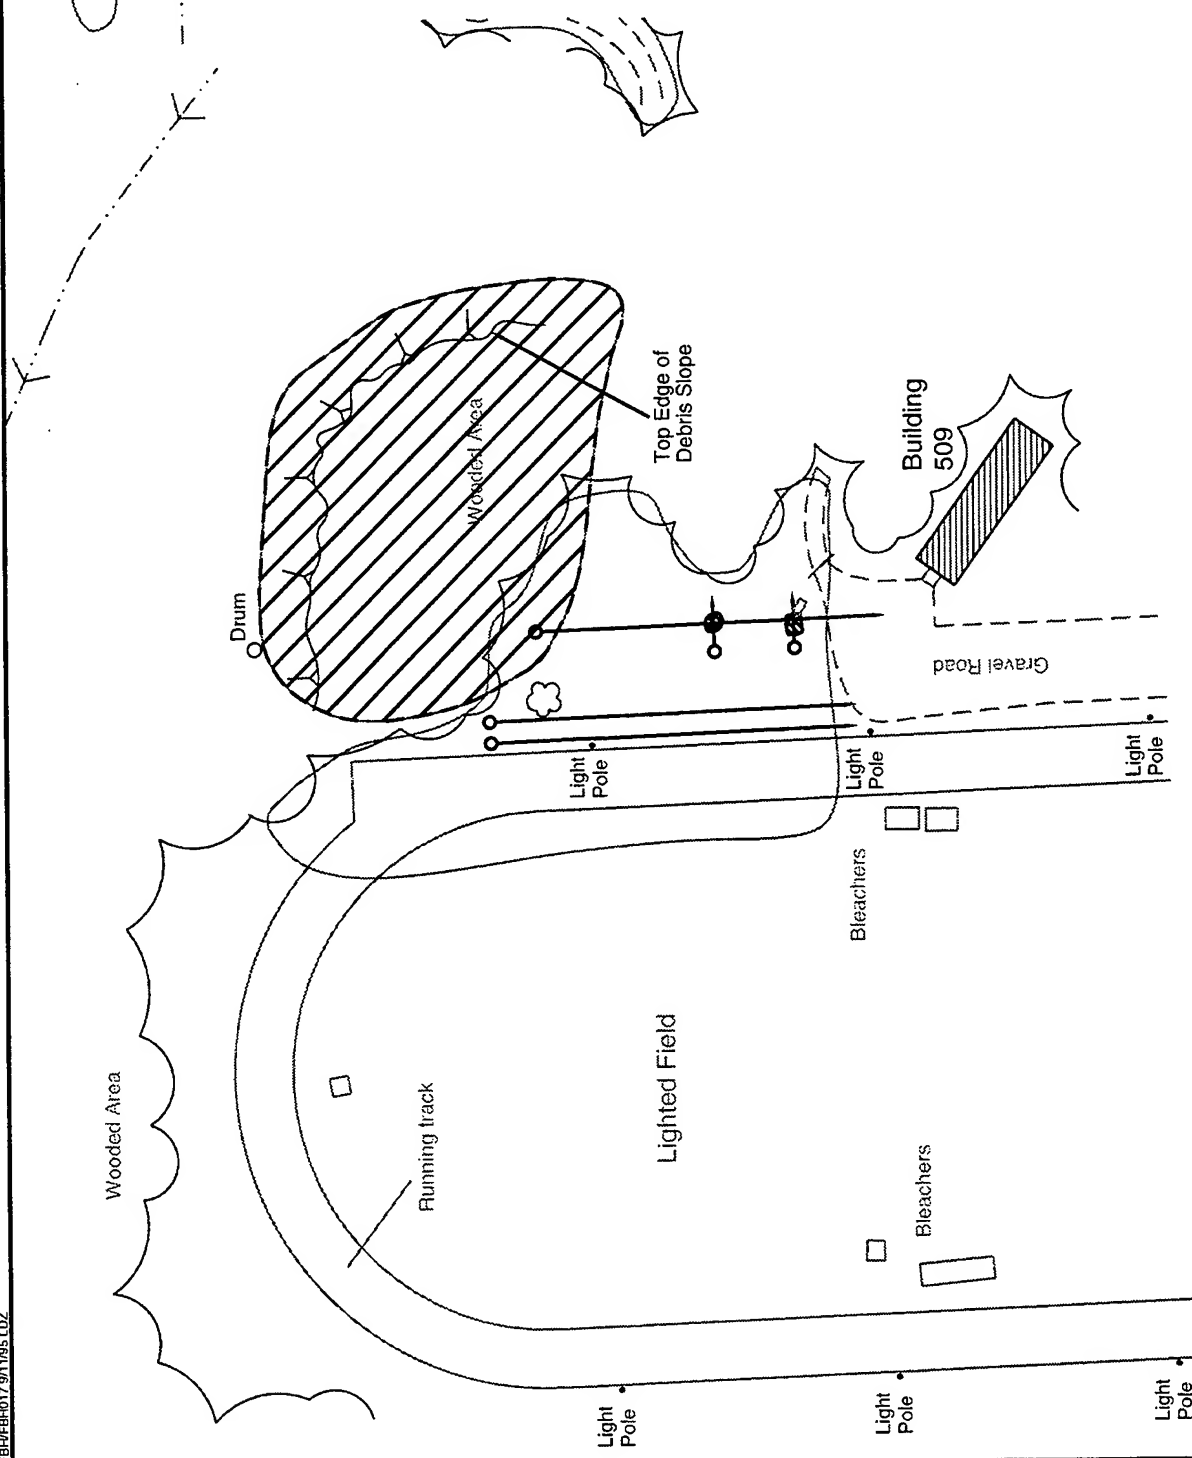 Drum
Wooded Area
Top Edge of
Debris Slope
Building
509
Gravel Road
Light
Pole
Light
Pole
Light
Pole
Bleachers
Wooded Area
Running track
Lighted Field
Bleachers
Light
Pole
Light
Pole
Light
Pole